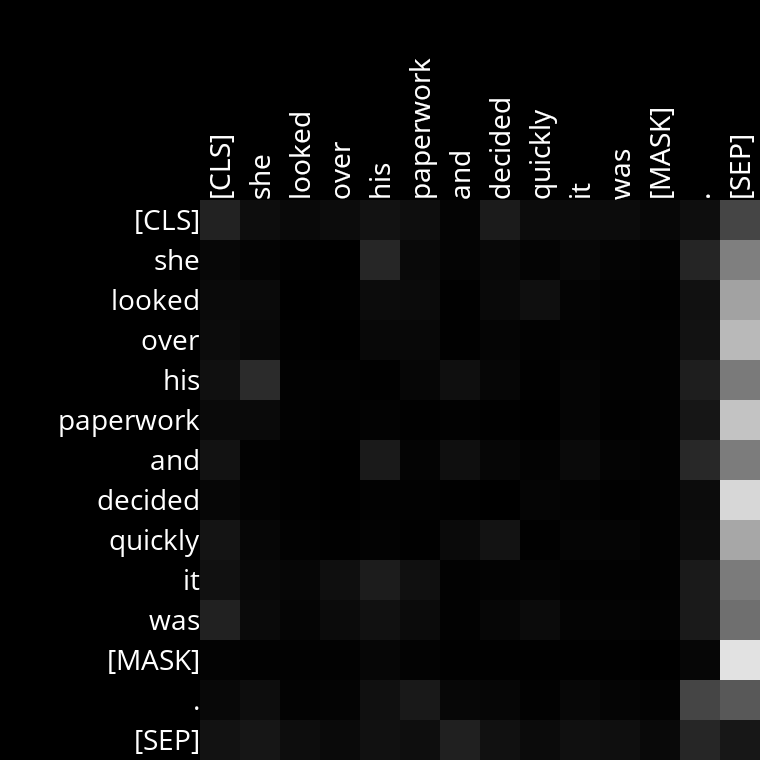 [CLS] she looked over his paperwork and decided quickly it was [MASK] . [SEP]
[CLS]
she
looked
over
his
paperwork
and
decided
quickly
it
was
[MASK]
.
[SEP]